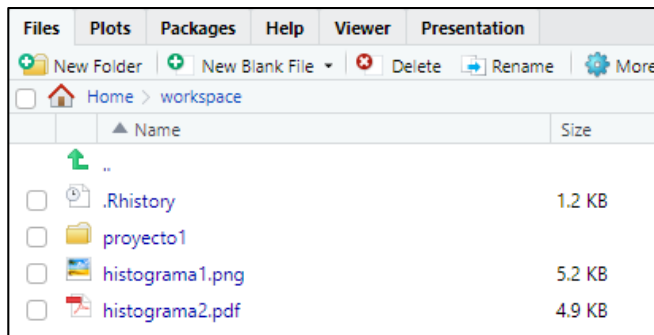 Files Plots Packages Help Viewer Presentation
New Folder New Blank File Delete Rename More
Home > workspace
Name Size
..
.Rhistory 1.2 KB
proyecto1
histograma1.png 5.2 KB
histograma2.pdf 4.9 KB